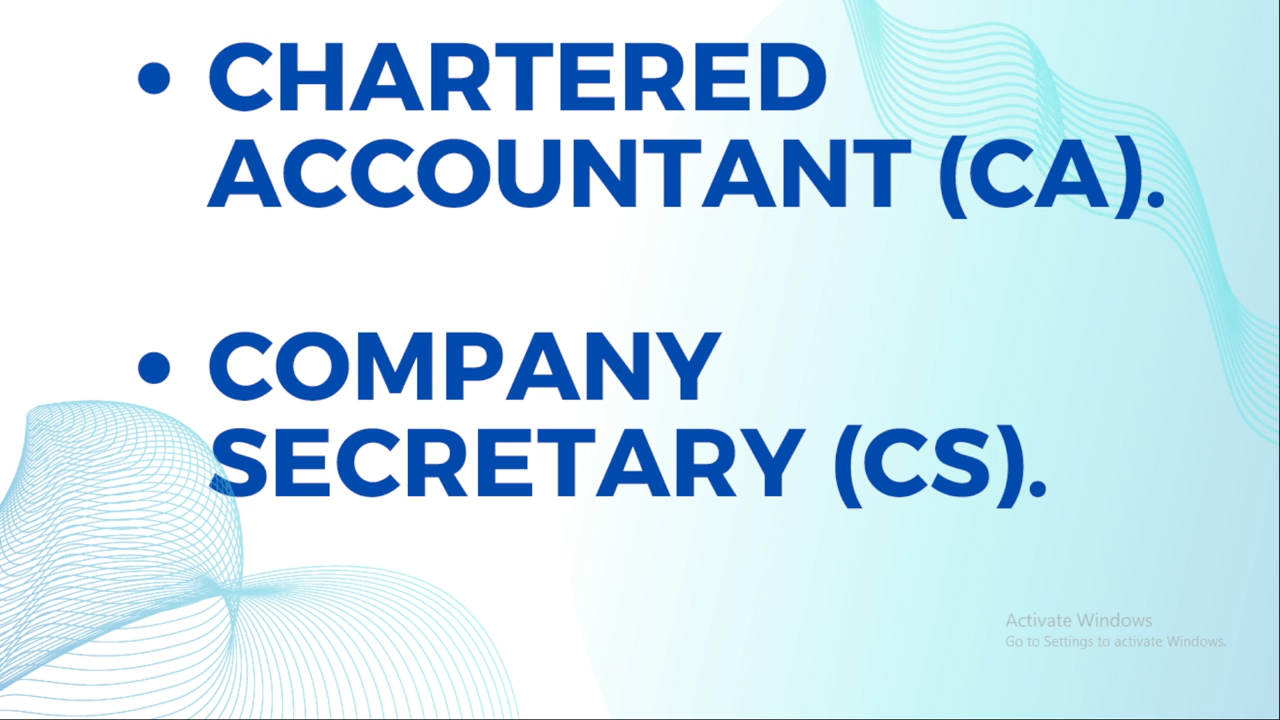 • CHARTERED
ACCOUNTANT (CA).
• COMPANY
SECRETARY (CS).
Activate Windows
Go to Settings to activate Windows.